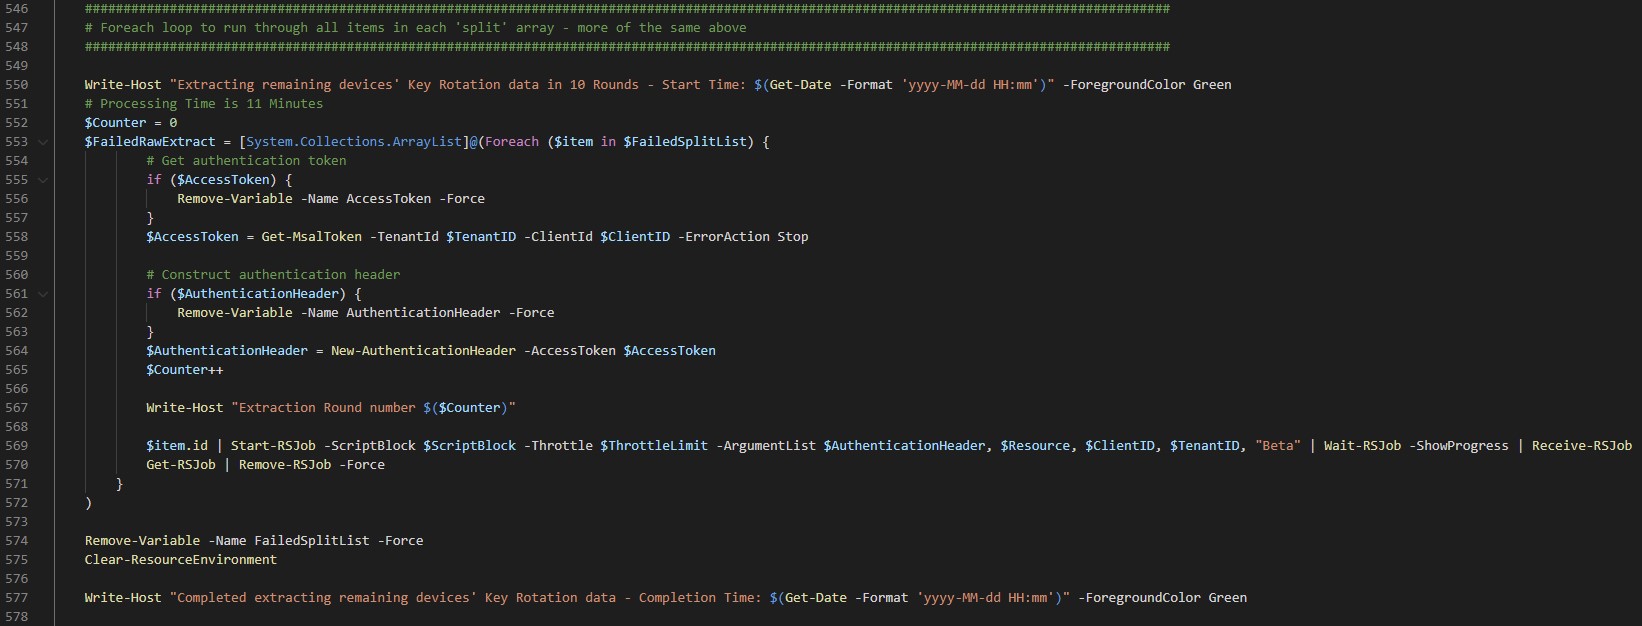 546 #############################################################################################################################################
547 # Foreach loop to run through all items in each 'split' array - more of the same above
548 #############################################################################################################################################
549
550 Write-Host "Extracting remaining devices' Key Rotation data in 10 Rounds - Start Time: $(Get-Date -Format 'yyyy-MM-dd HH:mm')" -ForegroundColor Green
551 # Processing Time is 11 Minutes
552 $Counter = 0
553 $FailedRawExtract = [System.Collections.ArrayList]@(Foreach ($item in $FailedSplitList) {
554 # Get authentication token
555 if ($AccessToken) {
556 Remove-Variable -Name AccessToken -Force
557 }
558 $AccessToken = Get-MsalToken -TenantId $TenantID -ClientId $ClientID -ErrorAction Stop
559
560 # Construct authentication header
561 if ($AuthenticationHeader) {
562 Remove-Variable -Name AuthenticationHeader -Force
563 }
564 $AuthenticationHeader = New-AuthenticationHeader -AccessToken $AccessToken
565 $Counter++
566
567 Write-Host "Extraction Round number $($Counter)"
568
569 $item.id | Start-RSJob -ScriptBlock $ScriptBlock -Throttle $ThrottleLimit -ArgumentList $AuthenticationHeader, $Resource, $ClientID, $TenantID, "Beta" | Wait-RSJob -ShowProgress | Receive-RSJob
570 Get-RSJob | Remove-RSJob -Force
571 }
572 )
573
574 Remove-Variable -Name FailedSplitList -Force
575 Clear-ResourceEnvironment
576
577 Write-Host "Completed extracting remaining devices' Key Rotation data - Completion Time: $(Get-Date -Format 'yyyy-MM-dd HH:mm')" -ForegroundColor Green
578